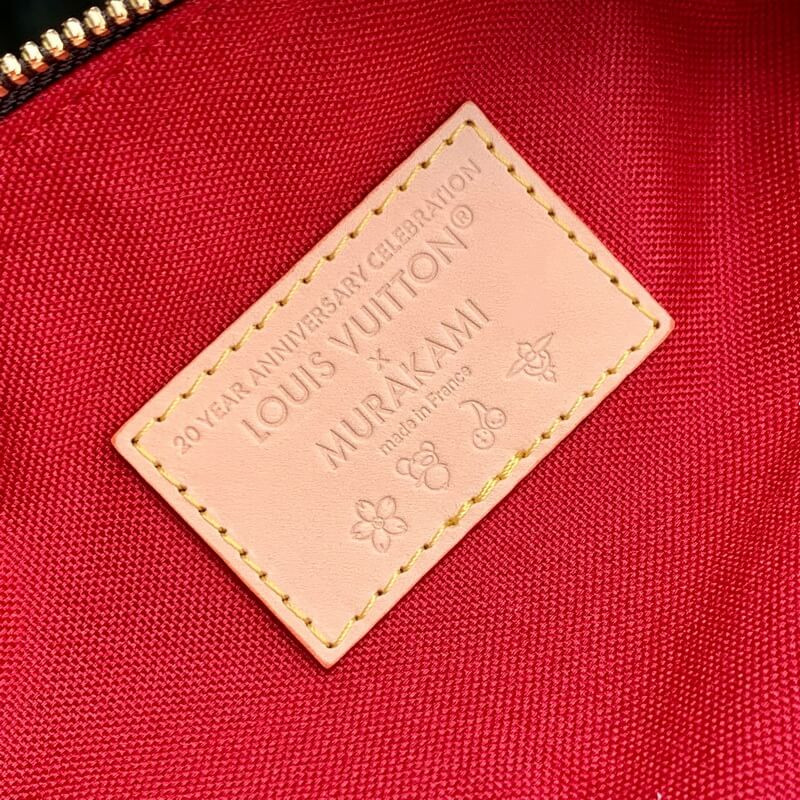 20 YEAR ANNIVERSARY CELEBRATION
LOUIS VUITTON®
x
MURAKAMI
made in France